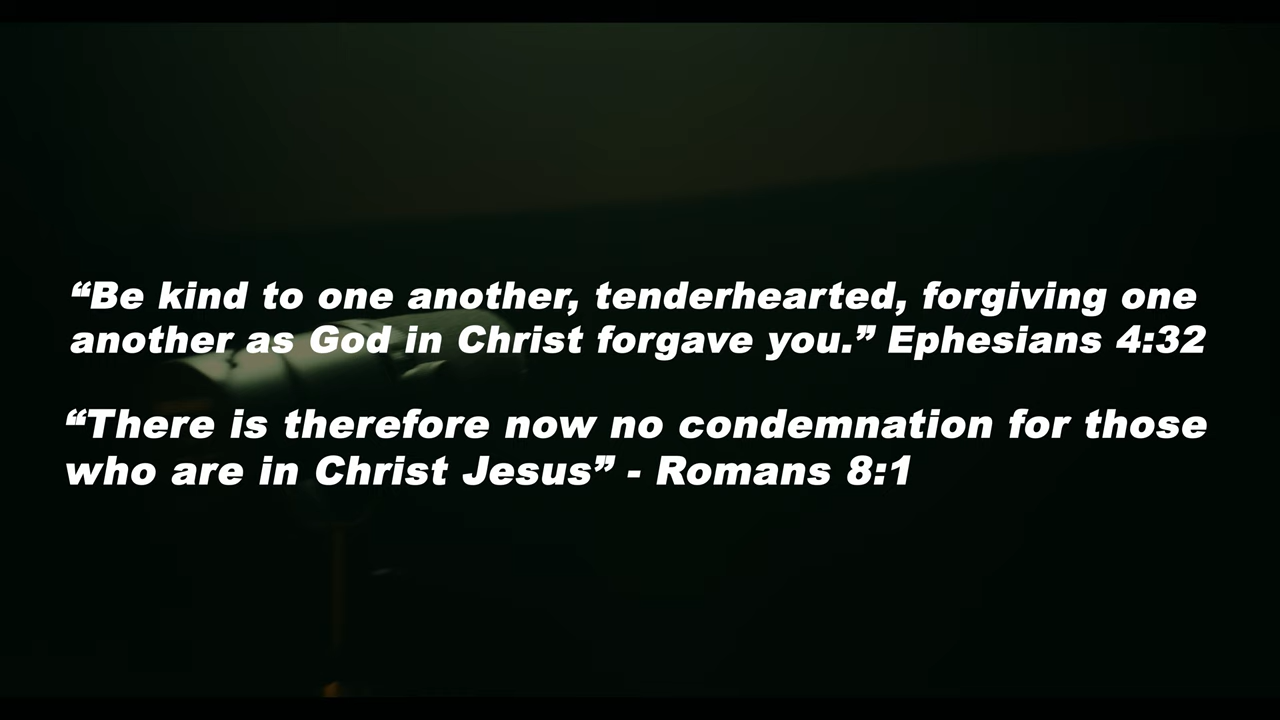 “Be kind to one another, tenderhearted, forgiving one
another as God in Christ forgave you.” Ephesians 4:32
“There is therefore now no condemnation for those
who are in Christ Jesus” - Romans 8:1